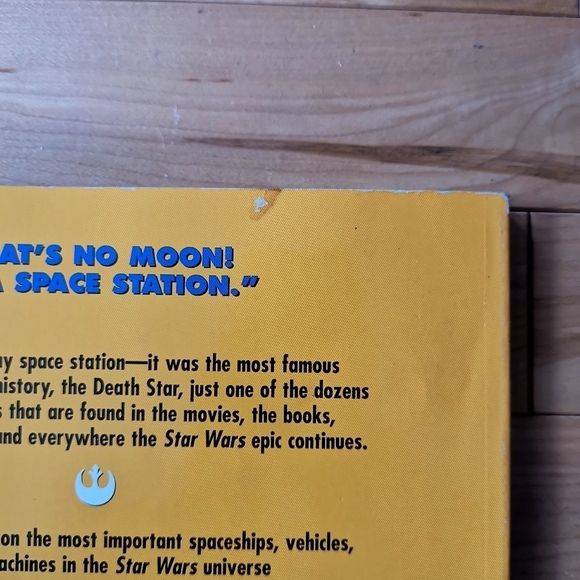 AT'S NO MOON!
A SPACE STATION."
ny space station—it was the most famous
history, the Death Star, just one of the dozens
s that are found in the movies, the books,
and everywhere the Star Wars epic continues.
on the most important spaceships, vehicles,
achines in the Star Wars universe